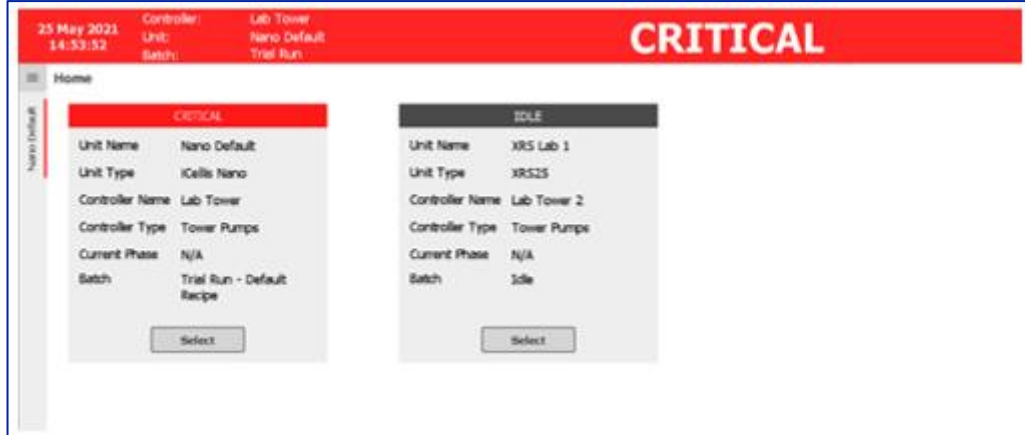 25 May 2021
14:53:52
Controller: Lab Tower
Unit: Nano Default
Batch: Trial Run
CRITICAL
Home
Nano Default
CRITICAL
Unit Name Nano Default
Unit Type iCellis Nano
Controller Name Lab Tower
Controller Type Tower Pumps
Current Phase N/A
Batch Trial Run - Default
Recipe
Select
IDLE
Unit Name XRS Lab 1
Unit Type XRS25
Controller Name Lab Tower 2
Controller Type Tower Pumps
Current Phase N/A
Batch Idle
Select